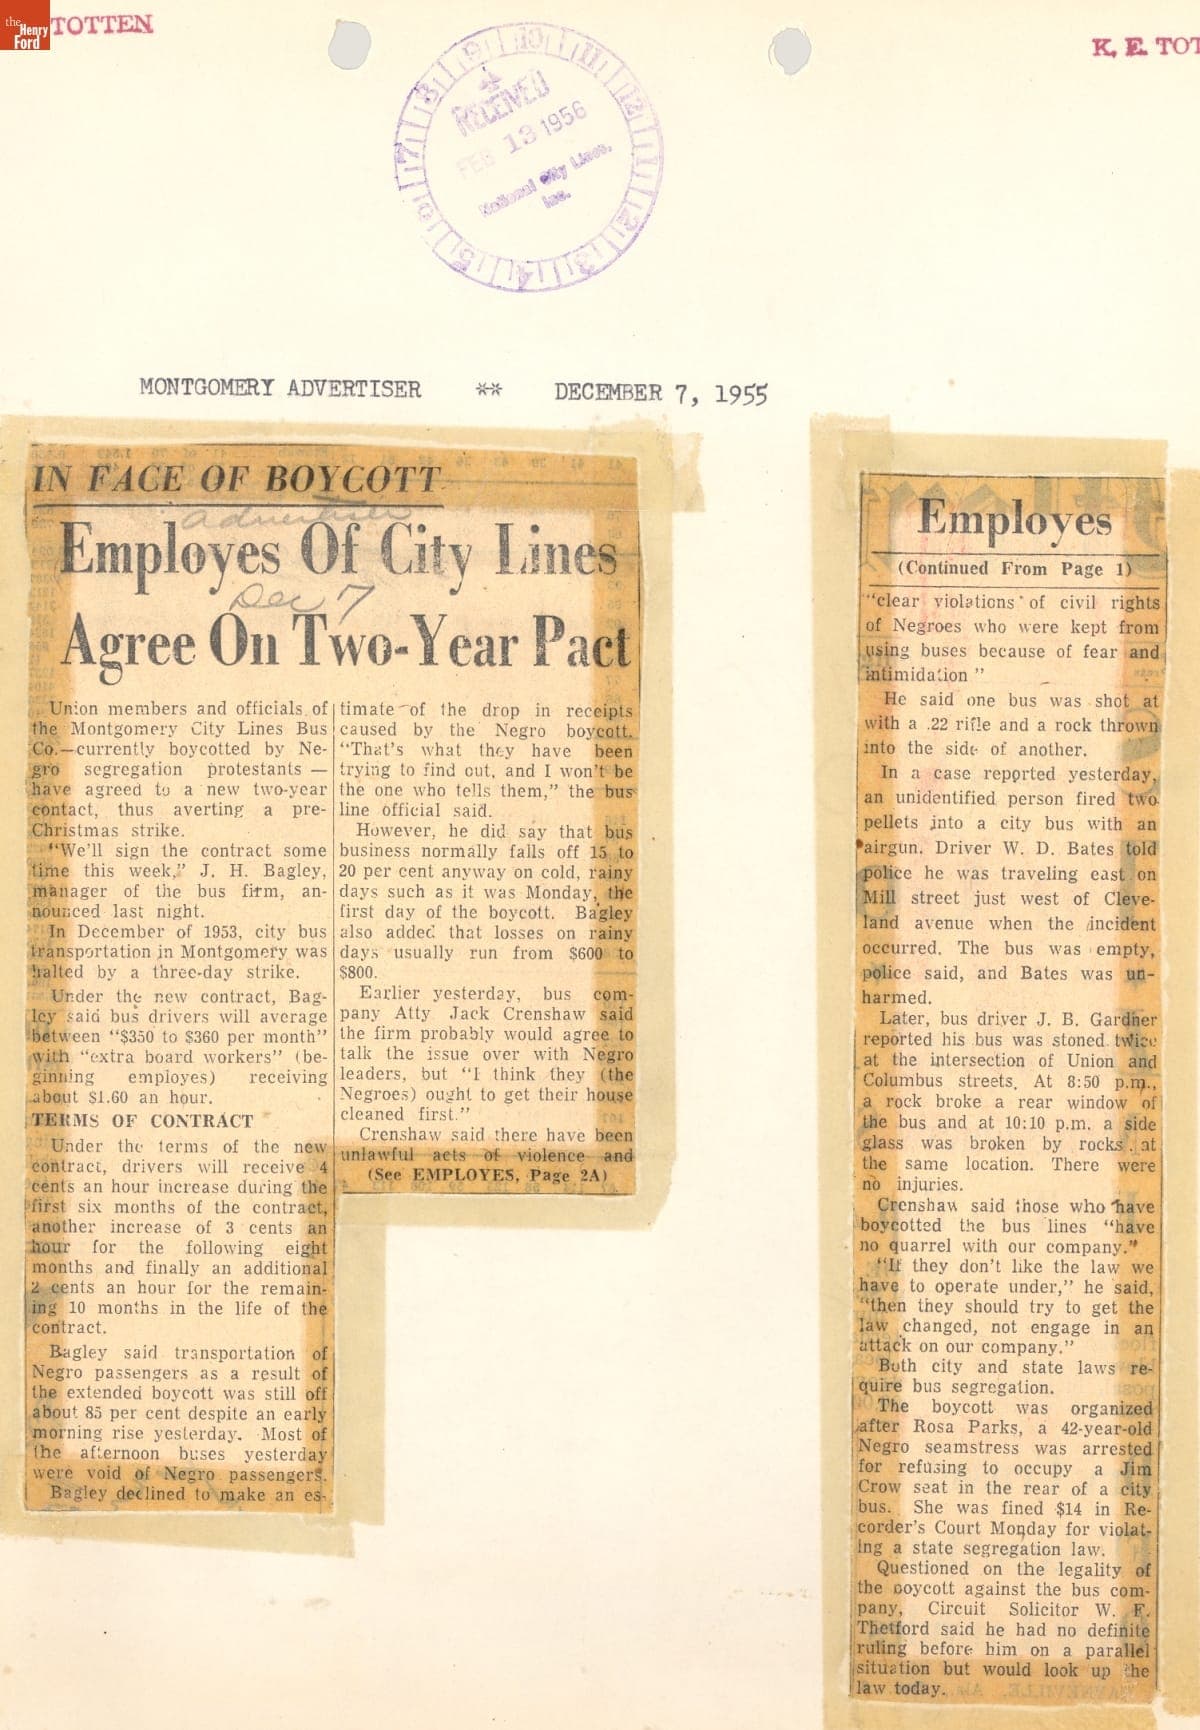 the
Henry
Ford
TOTTEN
K. E. TOT
9 10 11 12 1 2 3 4 5 6 7 8
RECEIVED
FEB 13 1956
National City Lines,
Inc.
MONTGOMERY ADVERTISER ** DECEMBER 7, 1955
IN FACE OF BOYCOTT
Advertiser
Employes Of City Lines
Dec 7
Agree On Two-Year Pact
Union members and officials of
the Montgomery City Lines Bus
Co.—currently boycotted by Ne-
gro segregation protestants —
have agreed to a new two-year
contact, thus averting a pre-
Christmas strike.
"We'll sign the contract some
time this week," J. H. Bagley,
manager of the bus firm, an-
nounced last night.
In December of 1953, city bus
transportation in Montgomery was
halted by a three-day strike.
Under the new contract, Bag-
ley said bus drivers will average
between "$350 to $360 per month"
with "extra board workers" (be-
ginning employes) receiving
about $1.60 an hour.
TERMS OF CONTRACT
Under the terms of the new
contract, drivers will receive 4
cents an hour increase during the
first six months of the contract,
another increase of 3 cents an
hour for the following eight
months and finally an additional
2 cents an hour for the remain-
ing 10 months in the life of the
contract.
Bagley said transportation of
Negro passengers as a result of
the extended boycott was still off
about 85 per cent despite an early
morning rise yesterday. Most of
the afternoon buses yesterday
were void of Negro passengers.
Bagley declined to make an es-
timate of the drop in receipts
caused by the Negro boycott.
"That's what they have been
trying to find out, and I won't be
the one who tells them," the bus
line official said.
However, he did say that bus
business normally falls off 15 to
20 per cent anyway on cold, rainy
days such as it was Monday, the
first day of the boycott. Bagley
also added that losses on rainy
days usually run from $600 to
$800.
Earlier yesterday, bus com-
pany Atty Jack Crenshaw said
the firm probably would agree to
talk the issue over with Negro
leaders, but "I think they (the
Negroes) ought to get their house
cleaned first."
Crenshaw said there have been
unlawful acts of violence and
(See EMPLOYES, Page 2A)
Employes
(Continued From Page 1)
"clear violations of civil rights
of Negroes who were kept from
using buses because of fear and
intimidation "
He said one bus was shot at
with a .22 rifle and a rock thrown
into the side of another.
In a case reported yesterday,
an unidentified person fired two
pellets into a city bus with an
airgun. Driver W. D. Bates told
police he was traveling east on
Mill street just west of Cleve-
land avenue when the incident
occurred. The bus was empty,
police said, and Bates was un-
harmed.
Later, bus driver J. B. Gardner
reported his bus was stoned twice
at the intersection of Union and
Columbus streets. At 8:50 p.m.,
a rock broke a rear window of
the bus and at 10:10 p.m. a side
glass was broken by rocks at
the same location. There were
no injuries.
Crenshaw said those who have
boycotted the bus lines "have
no quarrel with our company."
"If they don't like the law we
have to operate under," he said,
"then they should try to get the
law changed, not engage in an
attack on our company."
Both city and state laws re-
quire bus segregation.
The boycott was organized
after Rosa Parks, a 42-year-old
Negro seamstress was arrested
for refusing to occupy a Jim
Crow seat in the rear of a city
bus. She was fined $14 in Re-
corder's Court Monday for violat-
ing a state segregation law.
Questioned on the legality of
the boycott against the bus com-
pany, Circuit Solicitor W. F.
Thetford said he had no definite
ruling before him on a parallel
situation but would look up the
law today.